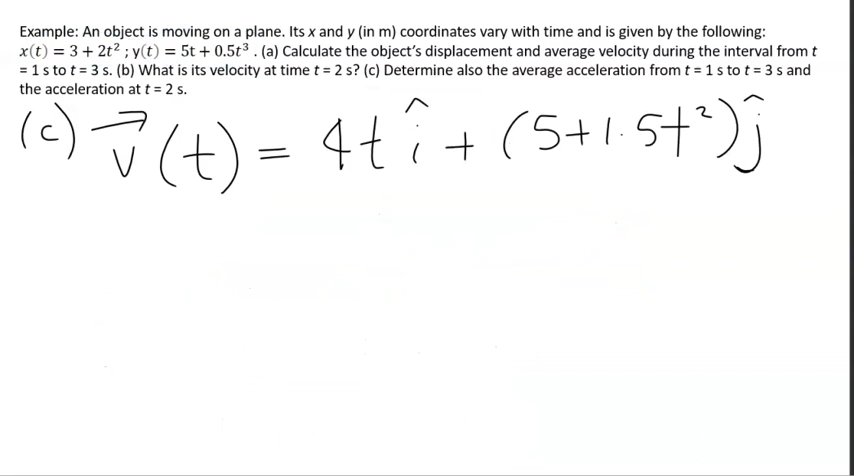 Example: An object is moving on a plane. Its x and y (in m) coordinates vary with time and is given by the following:
x(t) = 3 + 2t² ; y(t) = 5t + 0.5t³ . (a) Calculate the object's displacement and average velocity during the interval from t
= 1 s to t = 3 s. (b) What is its velocity at time t = 2 s? (c) Determine also the average acceleration from t = 1 s to t = 3 s and
the acceleration at t = 2 s.
(c) v⃗(t) = 4t î + (5+1.5t²)ĵ